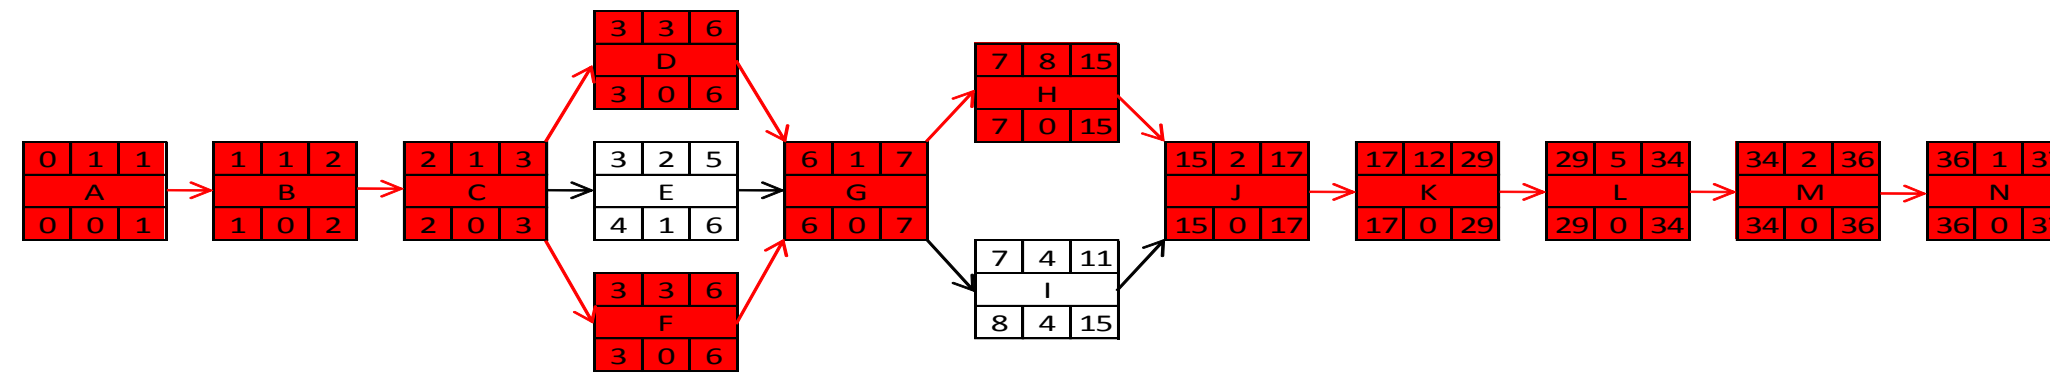 3 3 6
D
3 0 6
7 8 15
H
7 0 15
0 1 1
A
0 0 1
1 1 2
B
1 0 2
2 1 3
C
2 0 3
3 2 5
E
4 1 6
6 1 7
G
6 0 7
15 2 17
J
15 0 17
17 12 29
K
17 0 29
29 5 34
L
29 0 34
34 2 36
M
34 0 36
36 1
N
36 0
7 4 11
I
8 4 15
3 3 6
F
3 0 6